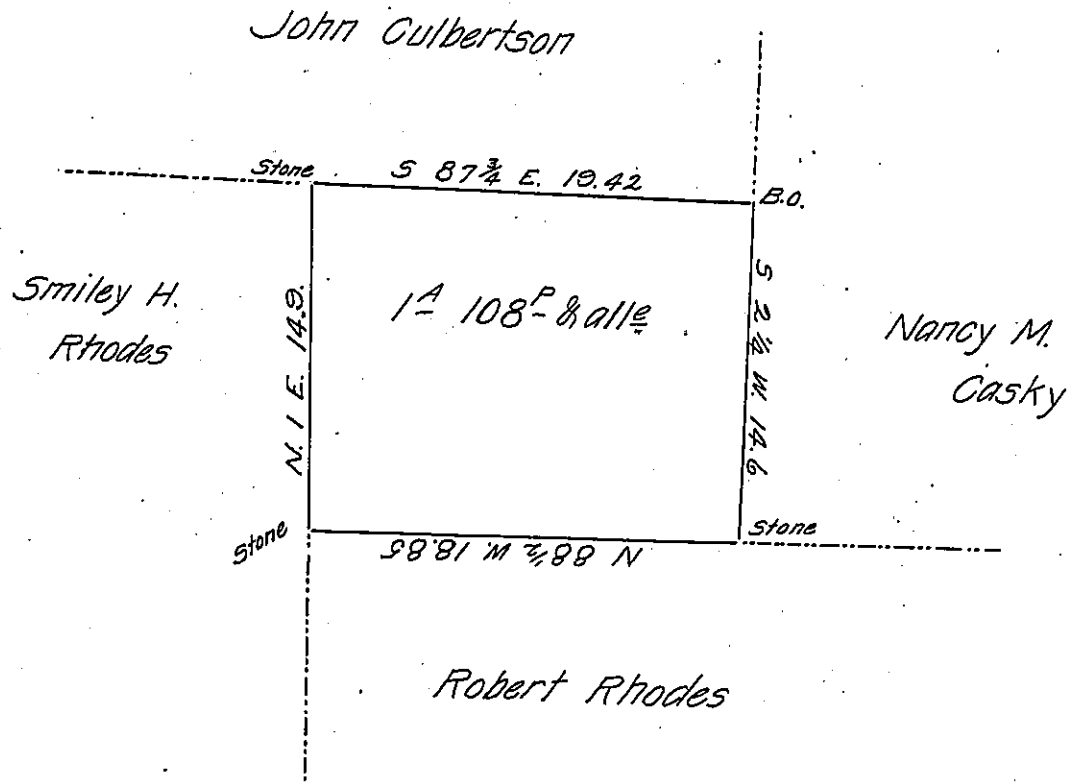 John Culbertson
Stone
S 87¾ E. 19.42
B.O.
Smiley H.
Rhodes
N. 1 E. 14.9.
1A 108P & alle
S 2½ W. 14.6
Nancy M.
Casky
Stone
N 88½ W. 18.85
Stone
Robert Rhodes